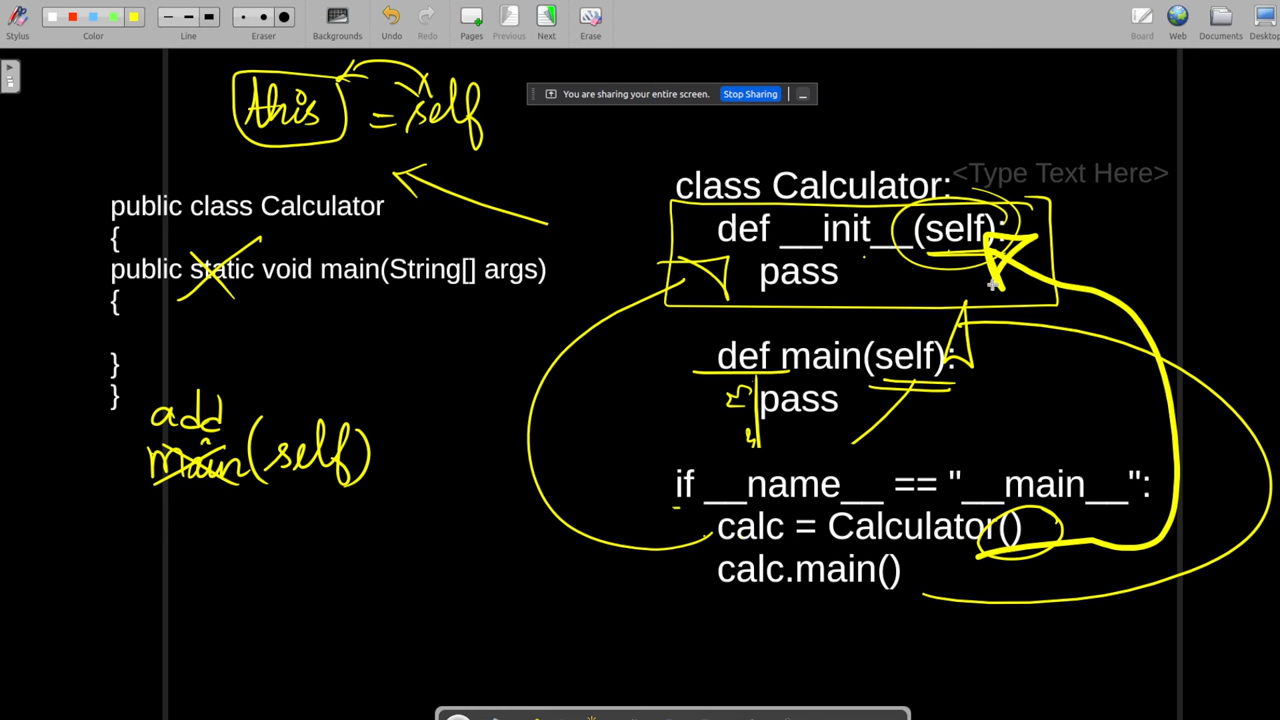 Stylus
Color
Line
Eraser
Backgrounds
Undo
Redo
Pages
Previous
Next
Erase
Board
Web
Documents
Desktop
You are sharing your entire screen. Stop Sharing
this = self
<Type Text Here>
public class Calculator
{
public static void main(String[] args)
{
}
}
add
main(self)
class Calculator:
def __init__(self):
pass
def main(self):
pass
if __name__ == "__main__":
calc = Calculator()
calc.main()